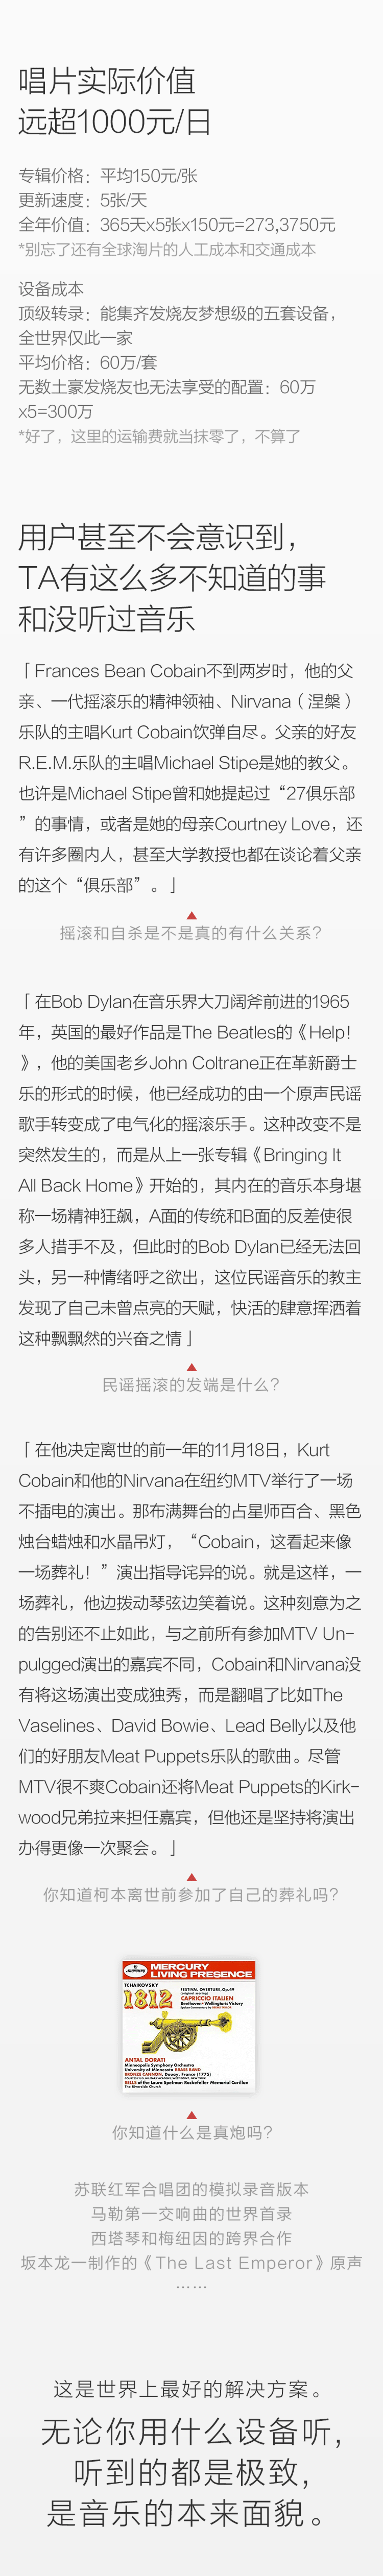 唱片实际价值
远超1000元/日
专辑价格：平均150元/张
更新速度：5张/天
全年价值：365天x5张x150元=273,3750元
*别忘了还有全球淘片的人工成本和交通成本
设备成本
顶级转录：能集齐发烧友梦想级的五套设备，
全世界仅此一家
平均价格：60万/套
无数土豪发烧友也无法享受的配置：60万
x5=300万
*好了，这里的运输费就当抹零了，不算了
用户甚至不会意识到，
TA有这么多不知道的事
和没听过音乐
「 Frances Bean Cobain不到两岁时，他的父
亲、一代摇滚乐的精神领袖、Nirvana（涅槃）
乐队的主唱Kurt Cobain饮弹自尽。父亲的好友
R.E.M.乐队的主唱Michael Stipe是她的教父。
也许是Michael Stipe曾和她提起过“27俱乐部
”的事情，或者是她的母亲Courtney Love，还
有许多圈内人，甚至大学教授也都在谈论着父亲
的这个“俱乐部”。」
摇滚和自杀是不是真的有什么关系？
「 在Bob Dylan在音乐界大刀阔斧前进的1965
年，英国的最好作品是The Beatles的《Help！
》，他的美国老乡John Coltrane正在革新爵士
乐的形式的时候，他已经成功的由一个原声民谣
歌手转变成了电气化的摇滚乐手。这种改变不是
突然发生的，而是从上一张专辑《Bringing It
All Back Home》开始的，其内在的音乐本身堪
称一场精神狂飙，A面的传统和B面的反差使很
多人措手不及，但此时的Bob Dylan已经无法回
头，另一种情绪呼之欲出，这位民谣音乐的教主
发现了自己未曾点亮的天赋，快活的肆意挥洒着
这种飘飘然的兴奋之情」
民谣摇滚的发端是什么？
「 在他决定离世的前一年的11月18日，Kurt
Cobain和他的Nirvana在纽约MTV举行了一场
不插电的演出。那布满舞台的占星师百合、黑色
烛台蜡烛和水晶吊灯，“Cobain，这看起来像
一场葬礼！”演出指导诧异的说。就是这样，一
场葬礼，他边拨动琴弦边笑着说。这种刻意为之
的告别还不止如此，与之前所有参加MTV Un-
pulgged演出的嘉宾不同，Cobain和Nirvana没
有将这场演出变成独秀，而是翻唱了比如The
Vaselines、David Bowie、Lead Belly以及他
们的好朋友Meat Puppets乐队的歌曲。尽管
MTV很不爽Cobain还将Meat Puppets的Kirk-
wood兄弟拉来担任嘉宾，但他还是坚持将演出
办得更像一次聚会。」
你知道柯本离世前参加了自己的葬礼吗？
MERCURY
LIVING PRESENCE
TCHAIKOVSKY
1812
FESTIVAL OVERTURE, Op.49
CAPRICCIO ITALIEN
Beethoven - Wellington's Victory
ANTAL DORATI
Minneapolis Symphony Orchestra
University of Minnesota BRASS BAND
BRONZE CANNON, Douay, France (1775)
BELLS of the Laura Spelman Rockefeller Memorial Carillon
The Riverside Church
你知道什么是真炮吗？
苏联红军合唱团的模拟录音版本
马勒第一交响曲的世界首录
西塔琴和梅纽因的跨界合作
坂本龙一制作的《The Last Emperor》原声
……
这是世界上最好的解决方案。
无论你用什么设备听，
听到的都是极致，
是音乐的本来面貌。